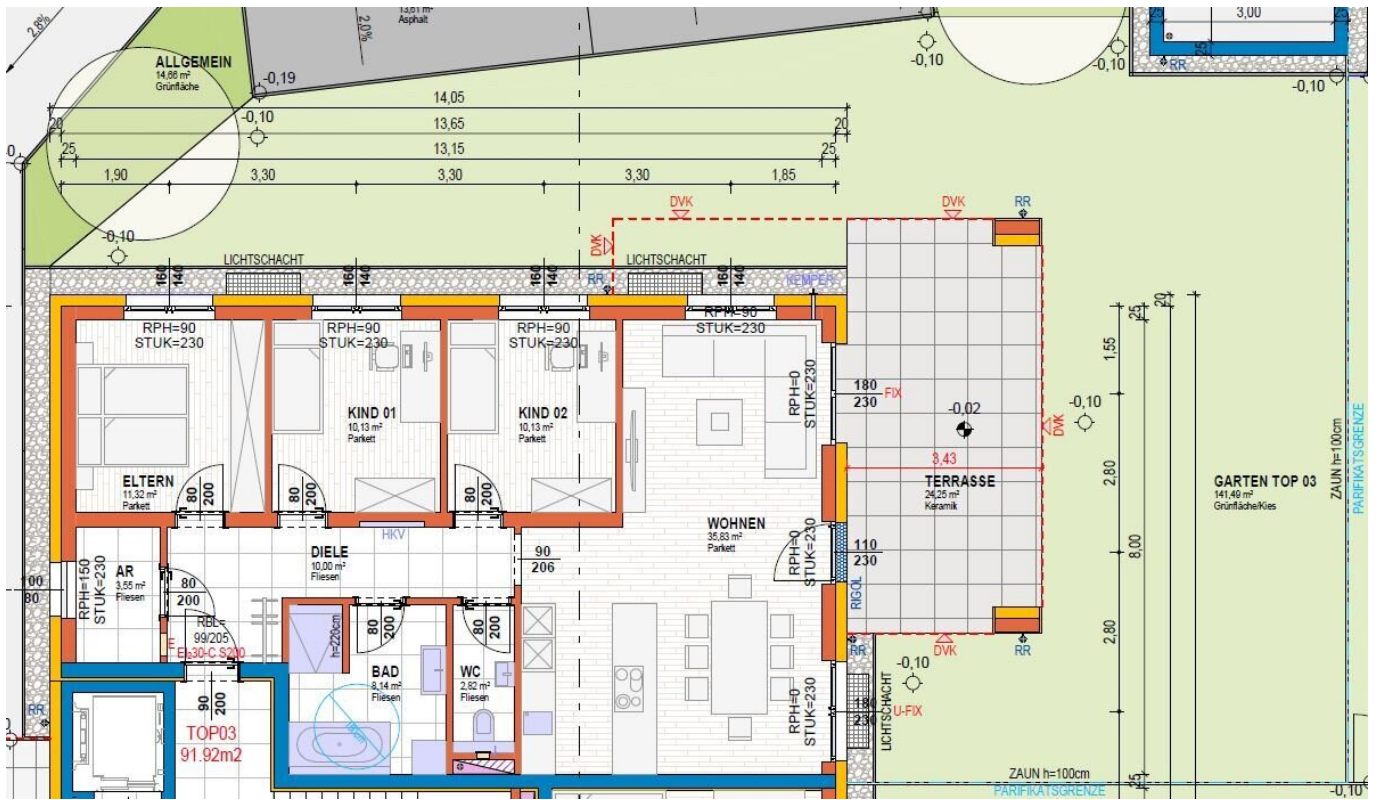 2,8%
2,0%
13,61 m²
Asphalt
25
3,00
25
25
RR
-0,10
-0,10
-0,10
ALLGEMEIN
14,66 m²
Grünfläche
-0,19
-0,10
14,05
20
13,65
20
25
13,15
25
1,90
3,30
3,30
3,30
1,85
-0,10
DVK
DVK
RR
DVK
LICHTSCHACHT
LICHTSCHACHT
160
140
160
140
160
140
160
140
RR
KEMPER
RPH=90
STUK=230
RPH=90
STUK=230
RPH=90
STUK=230
RPH=90
STUK=230
RPH=0
STUK=230
180
230
FIX
-0,02
-0,10
DVK
3,43
TERRASSE
24,25 m²
Keramik
ELTERN
11,32 m²
Parkett
KIND 01
10,13 m²
Parkett
KIND 02
10,13 m²
Parkett
80
200
80
200
80
200
HKV
WOHNEN
35,83 m²
Parkett
DIELE
10,00 m²
Fliesen
90
206
RPH=0
STUK=230
110
230
RIGOL
100
80
RPH=150
STUK=230
AR
3,55 m²
Fliesen
80
200
RBL=
99/205
E
EI₂30-C S200
h=220cm
80
200
80
200
BAD
8,14 m²
Fliesen
WC
2,82 m²
Fliesen
RR
DVK
RR
-0,10
RPH=0
STUK=230
180
230
U-FIX
LICHTSCHACHT
RR
90
200
TOP03
91.92m2
25
20
1,55
2,80
8,00
2,80
25
GARTEN TOP 03
141,49 m²
Grünfläche/Kies
ZAUN h=100cm
PARIFIKATSGRENZE
ZAUN h=100cm
PARIFIKATSGRENZE
-0,10